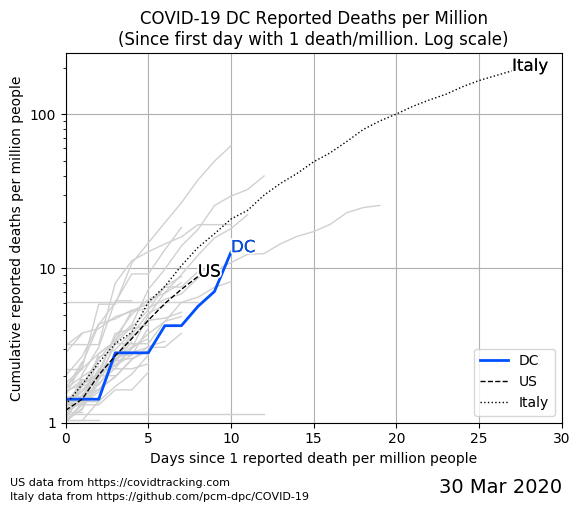 COVID-19 DC Reported Deaths per Million
(Since first day with 1 death/million. Log scale)
Cumulative reported deaths per million people
100
10
1
Italy
DC
US
DC
US
Italy
0 5 10 15 20 25 30
Days since 1 reported death per million people
US data from https://covidtracking.com
Italy data from https://github.com/pcm-dpc/COVID-19
30 Mar 2020